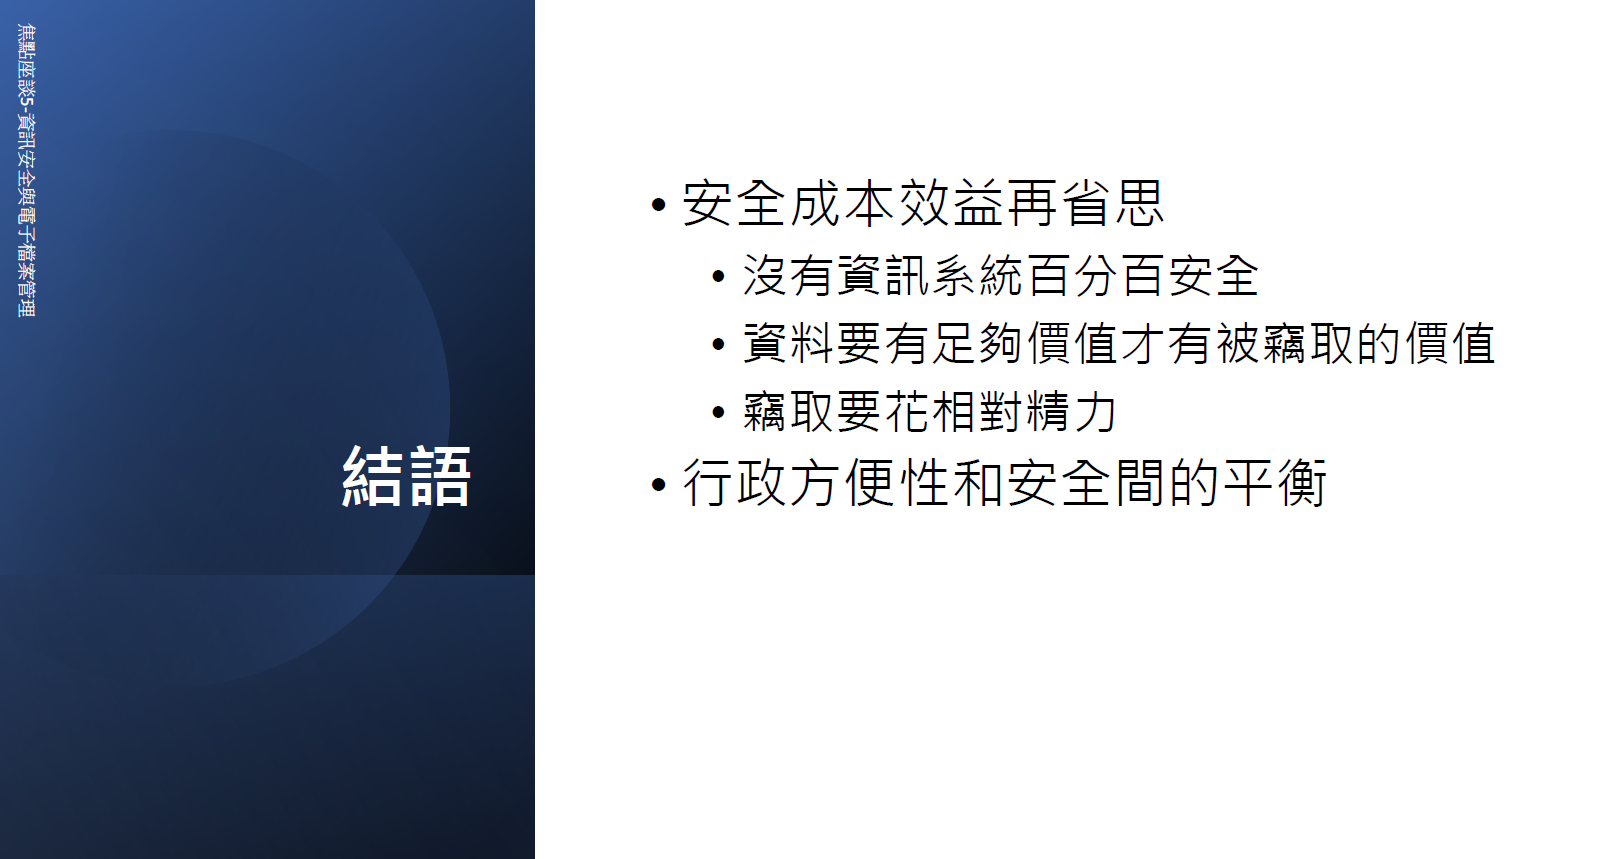 焦點座談5-資訊安全與電子檔案管理
結語
• 安全成本效益再省思
• 沒有資訊系統百分百安全
• 資料要有足夠價值才有被竊取的價值
• 竊取要花相對精力
• 行政方便性和安全間的平衡